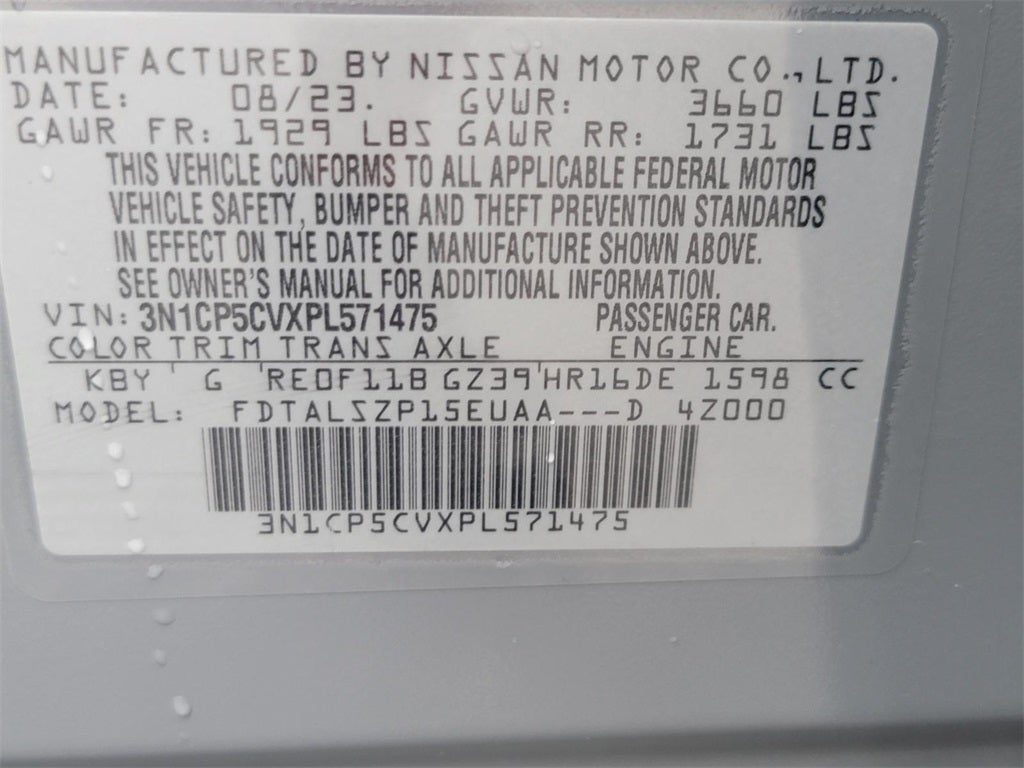 MANUFACTURED BY NISSAN MOTOR CO.,LTD.
DATE: 08/23. GVWR: 3660 LBS
GAWR FR: 1929 LBS GAWR RR: 1731 LBS
THIS VEHICLE CONFORMS TO ALL APPLICABLE FEDERAL MOTOR
VEHICLE SAFETY, BUMPER AND THEFT PREVENTION STANDARDS
IN EFFECT ON THE DATE OF MANUFACTURE SHOWN ABOVE.
SEE OWNER'S MANUAL FOR ADDITIONAL INFORMATION.
VIN: 3N1CP5CVXPL571475 PASSENGER CAR.
COLOR TRIM TRANS AXLE ENGINE
KBY ' G ' RE0F11B GZ39 ' HR16DE 1598 CC
MODEL: FDTALSZP15EUAA---D 4Z000
3N1CP5CVXPL571475